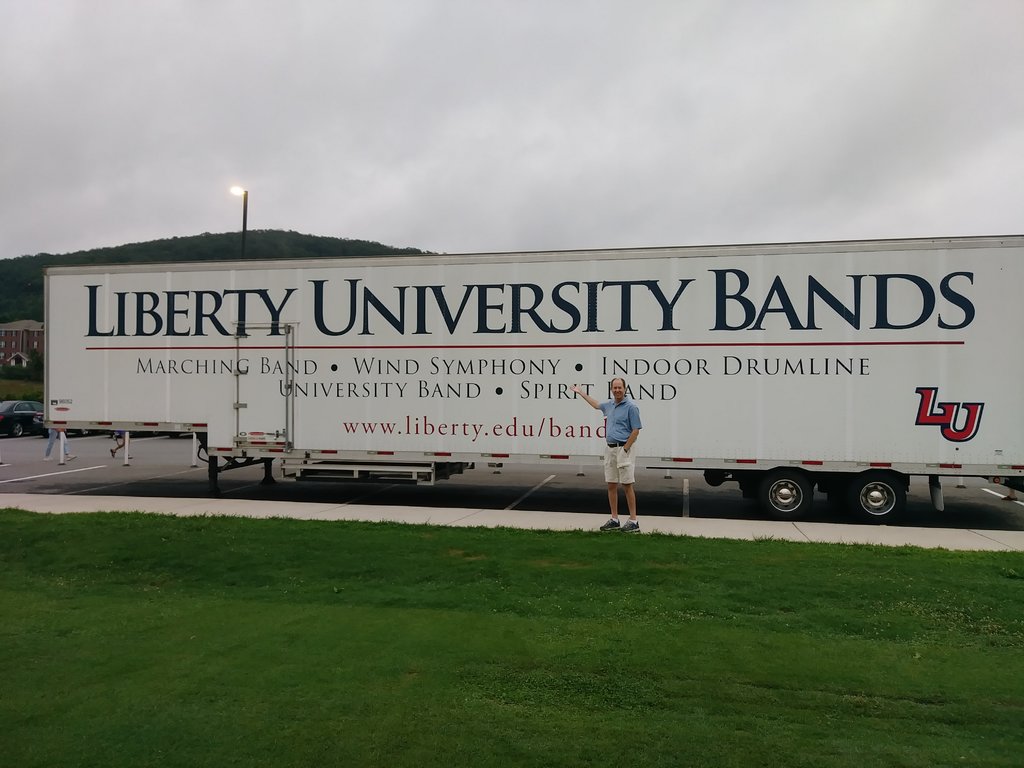 LIBERTY UNIVERSITY BANDS
MARCHING BAND • WIND SYMPHONY • INDOOR DRUMLINE
UNIVERSITY BAND • SPIRIT BAND
www.liberty.edu/band
LU